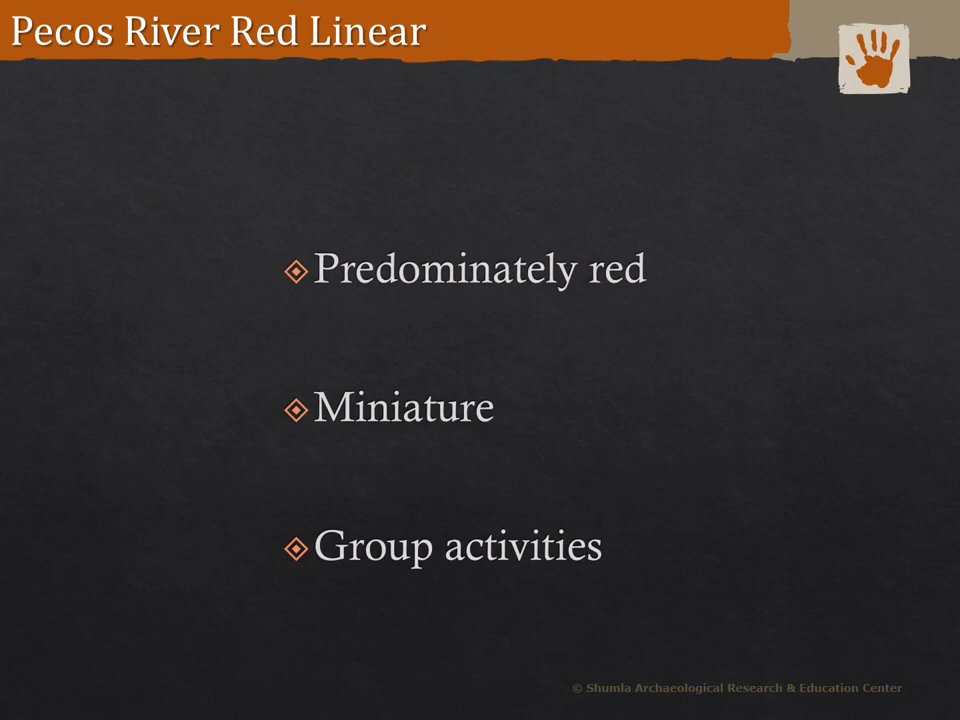 Pecos River Red Linear
Predominately red
Miniature
Group activities
© Shumla Archaeological Research & Education Center